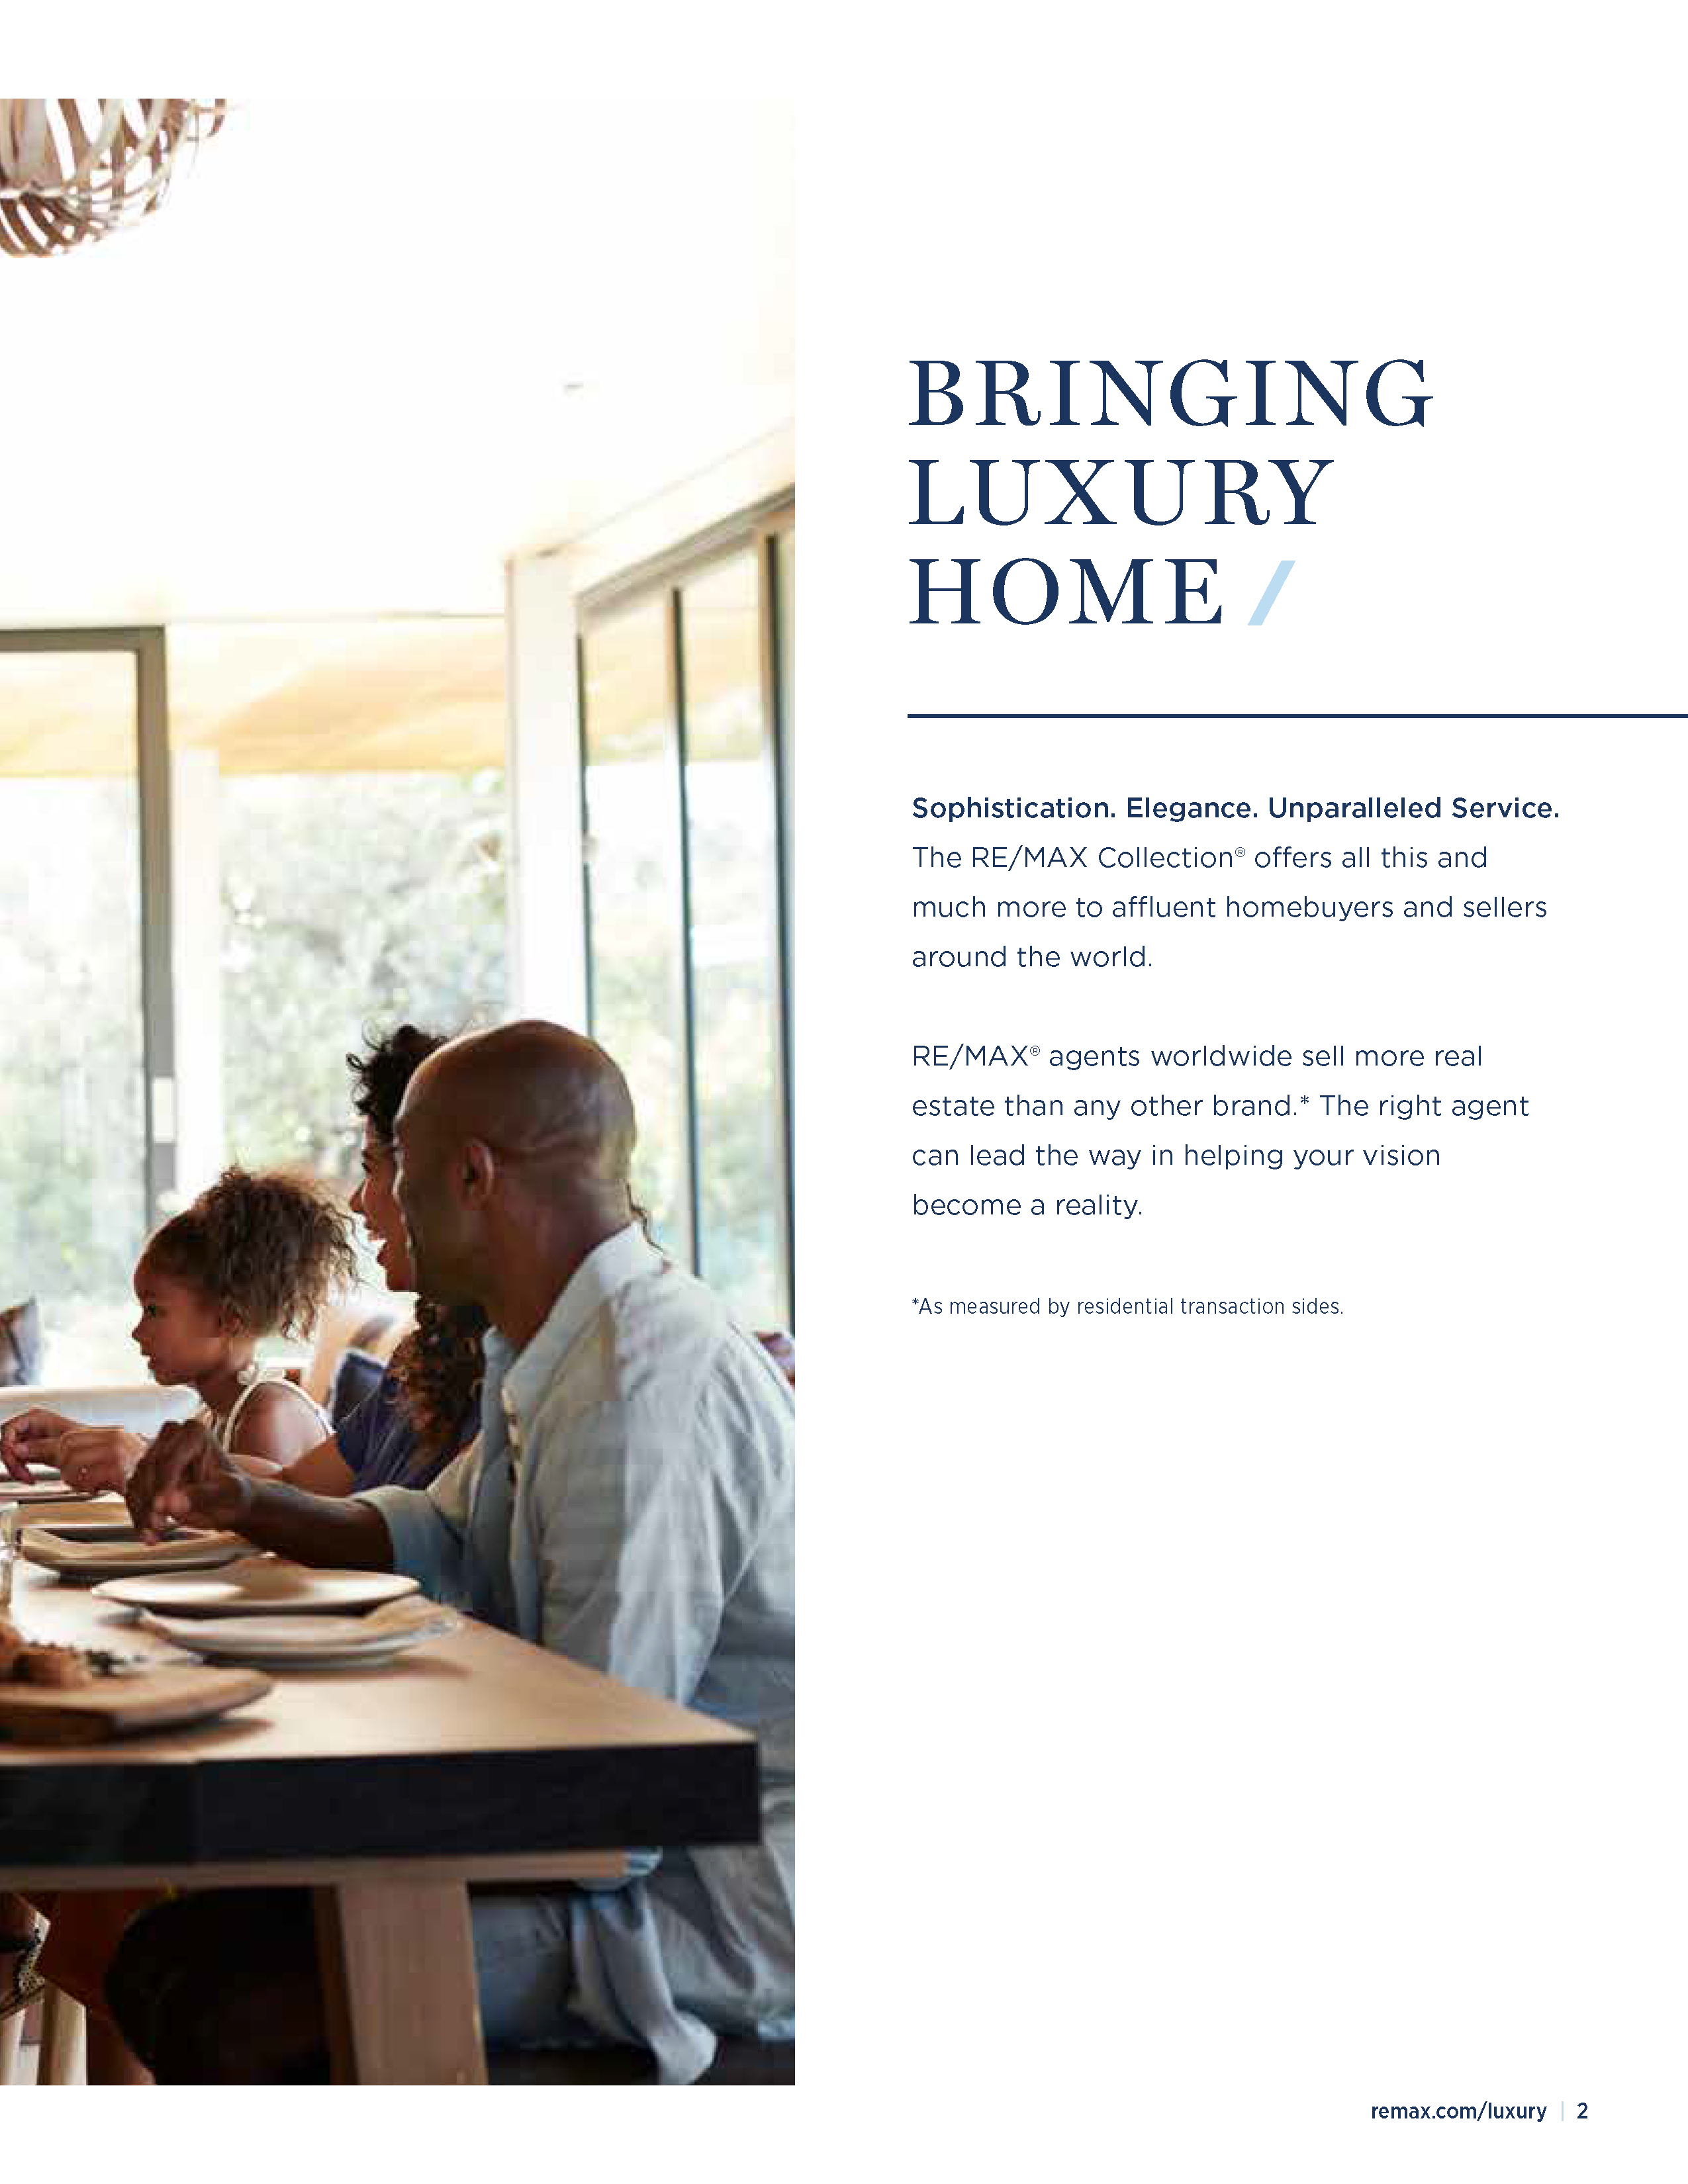 BRINGING
LUXURY
HOME /
Sophistication. Elegance. Unparalleled Service.
The RE/MAX Collection® offers all this and
much more to affluent homebuyers and sellers
around the world.
RE/MAX® agents worldwide sell more real
estate than any other brand.* The right agent
can lead the way in helping your vision
become a reality.
*As measured by residential transaction sides.
remax.com/luxury | 2